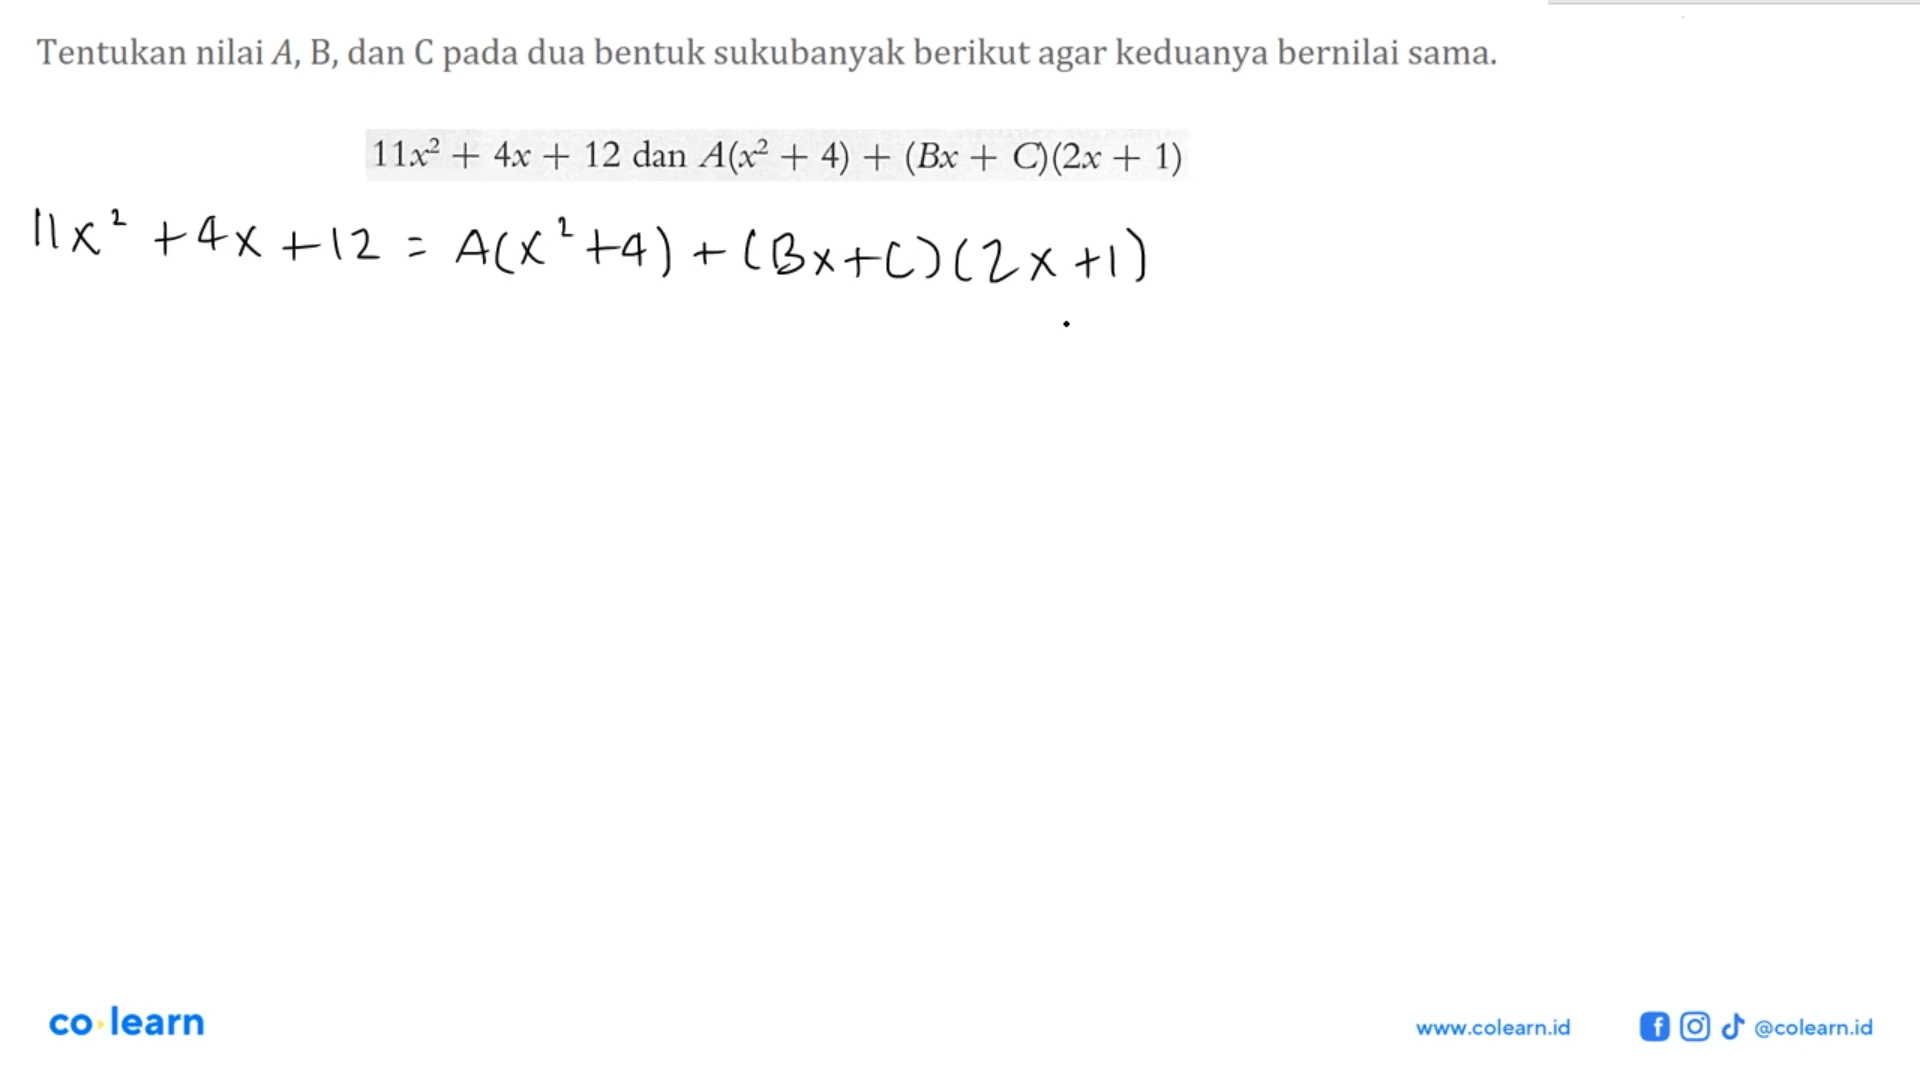 Tentukan nilai A, B, dan C pada dua bentuk sukubanyak berikut agar keduanya bernilai sama.
11x² + 4x + 12 dan A(x² + 4) + (Bx + C)(2x + 1)
11x² + 4x + 12 = A(x² + 4) + (Bx + C)(2x + 1)
co learn
www.colearn.id @colearn.id